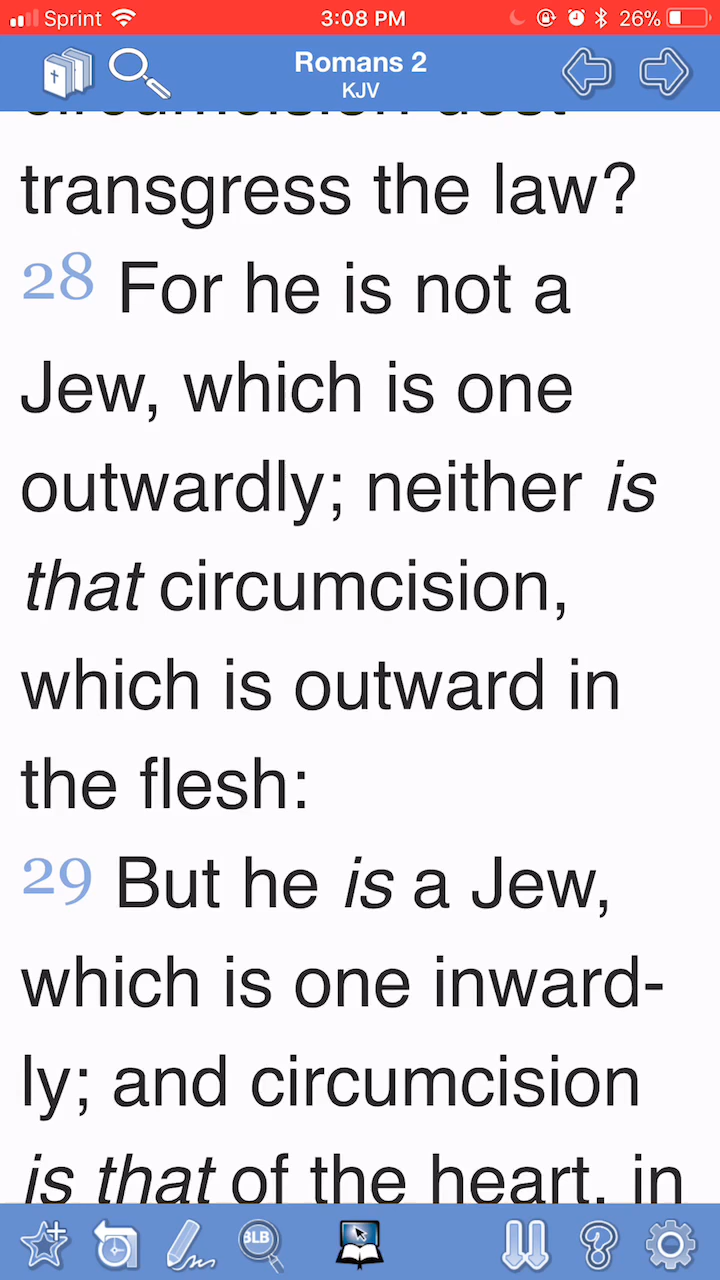 Sprint 3:08 PM 26%
Romans 2
KJV
transgress the law?
28 For he is not a
Jew, which is one
outwardly; neither is
that circumcision,
which is outward in
the flesh:
29 But he is a Jew,
which is one inward-
ly; and circumcision
is that of the heart, in
BLB